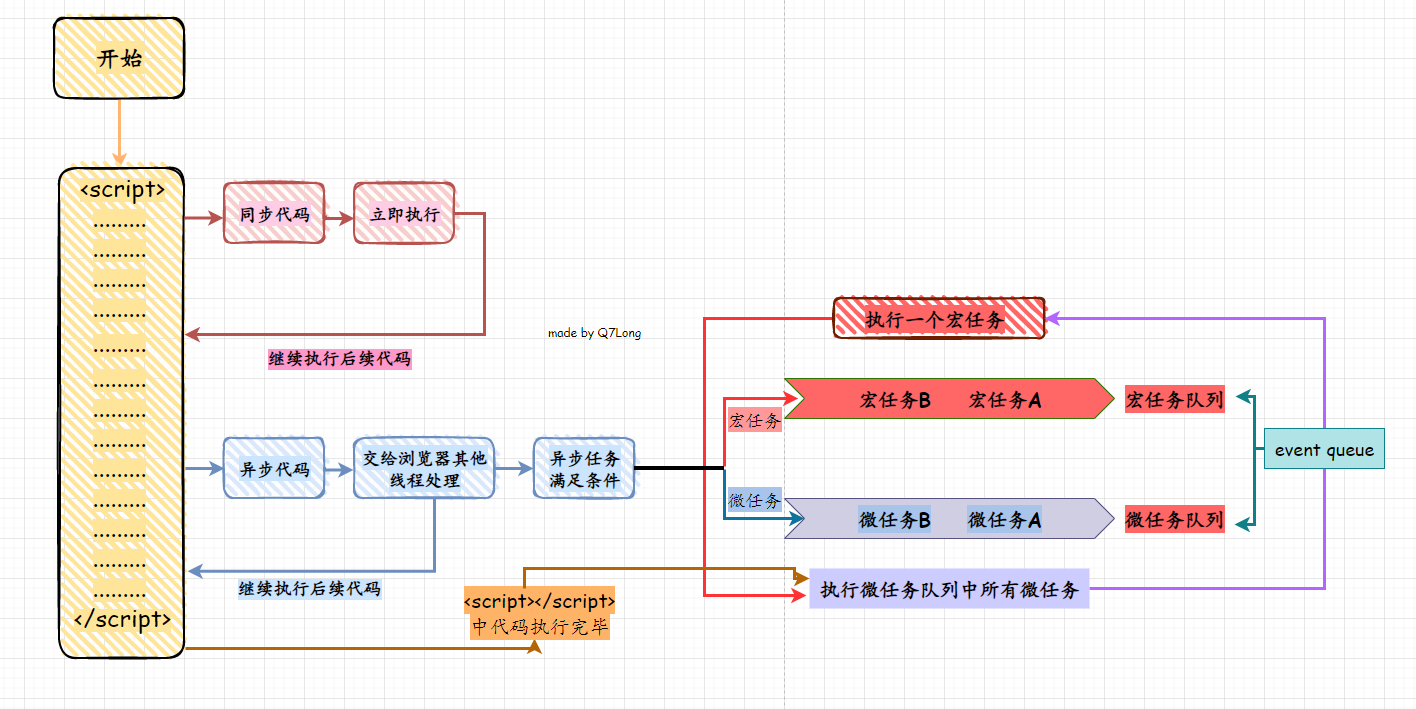 开始
<script>
.........
.........
.........
.........
.........
.........
.........
.........
.........
.........
.........
.........
.........
</script>
同步代码
立即执行
继续执行后续代码
made by Q7Long
异步代码
交给浏览器其他
线程处理
异步任务
满足条件
继续执行后续代码
<script></script>
中代码执行完毕
执行一个宏任务
宏任务
宏任务B 宏任务A
宏任务队列
event queue
微任务
微任务B 微任务A
微任务队列
执行微任务队列中所有微任务